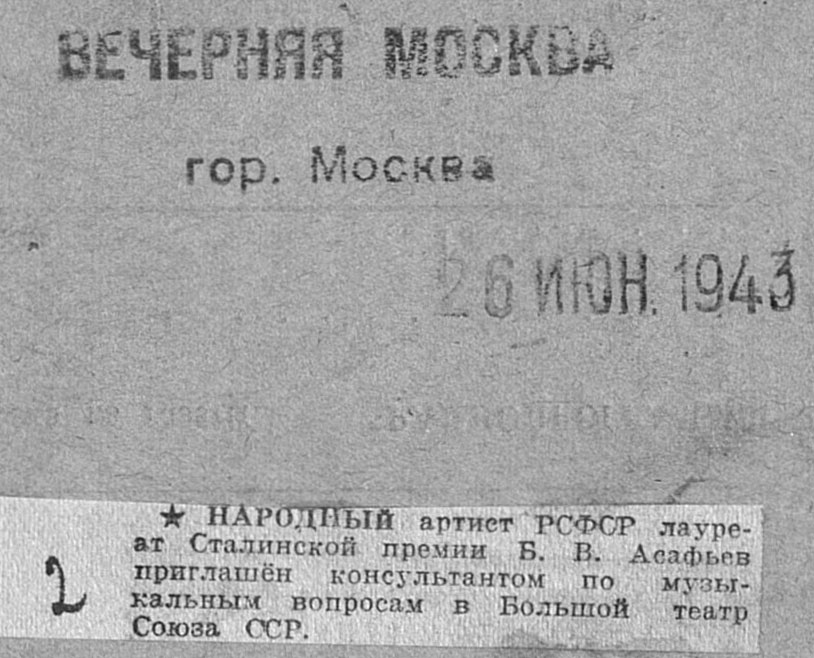 ВЕЧЕРНЯЯ МОСКВА
гор. Москва
26 ИЮН. 1943
★ НАРОДНЫЙ артист РСФСР лауре-
ат Сталинской премии Б. В. Асафьев
приглашён консультантом по музы-
кальным вопросам в Большой театр
Союза ССР.
2